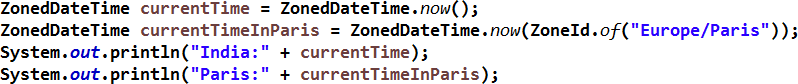 ZonedDateTime currentTime = ZonedDateTime.now();
ZonedDateTime currentTimeInParis = ZonedDateTime.now(ZoneId.of("Europe/Paris"));
System.out.println("India:" + currentTime);
System.out.println("Paris:" + currentTimeInParis);